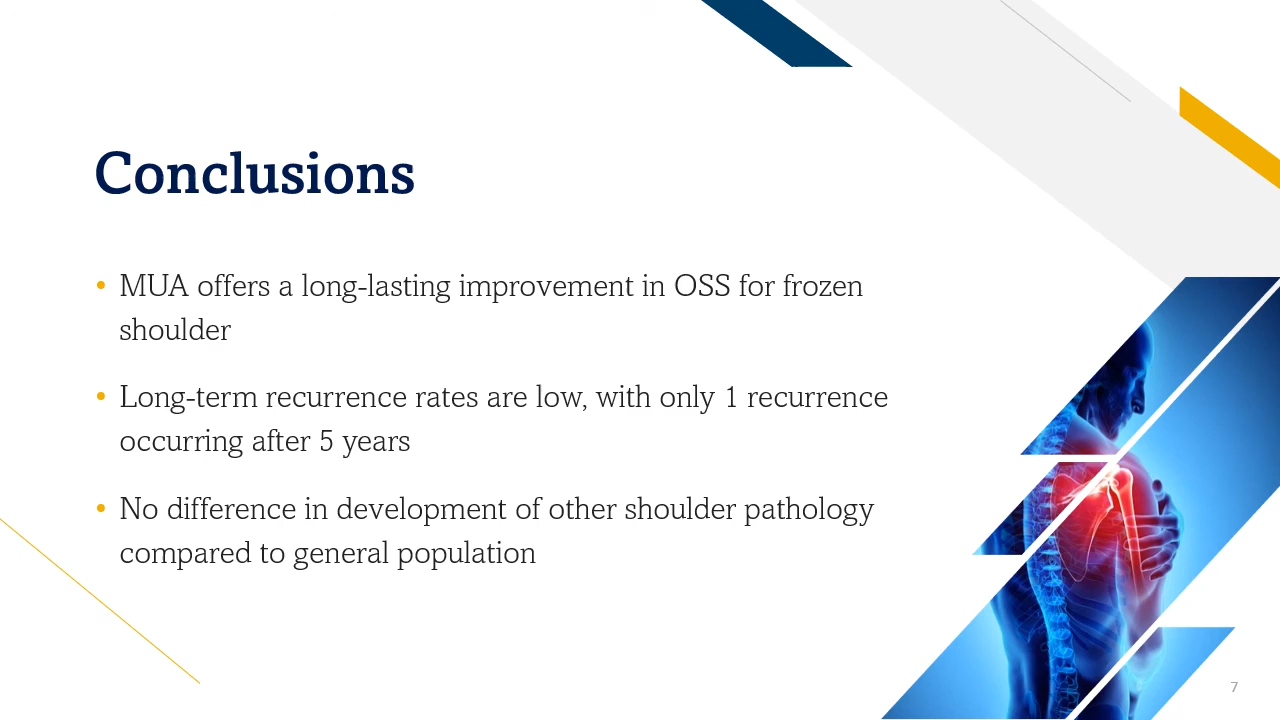 Conclusions
• MUA offers a long-lasting improvement in OSS for frozen
shoulder
• Long-term recurrence rates are low, with only 1 recurrence
occurring after 5 years
• No difference in development of other shoulder pathology
compared to general population
7